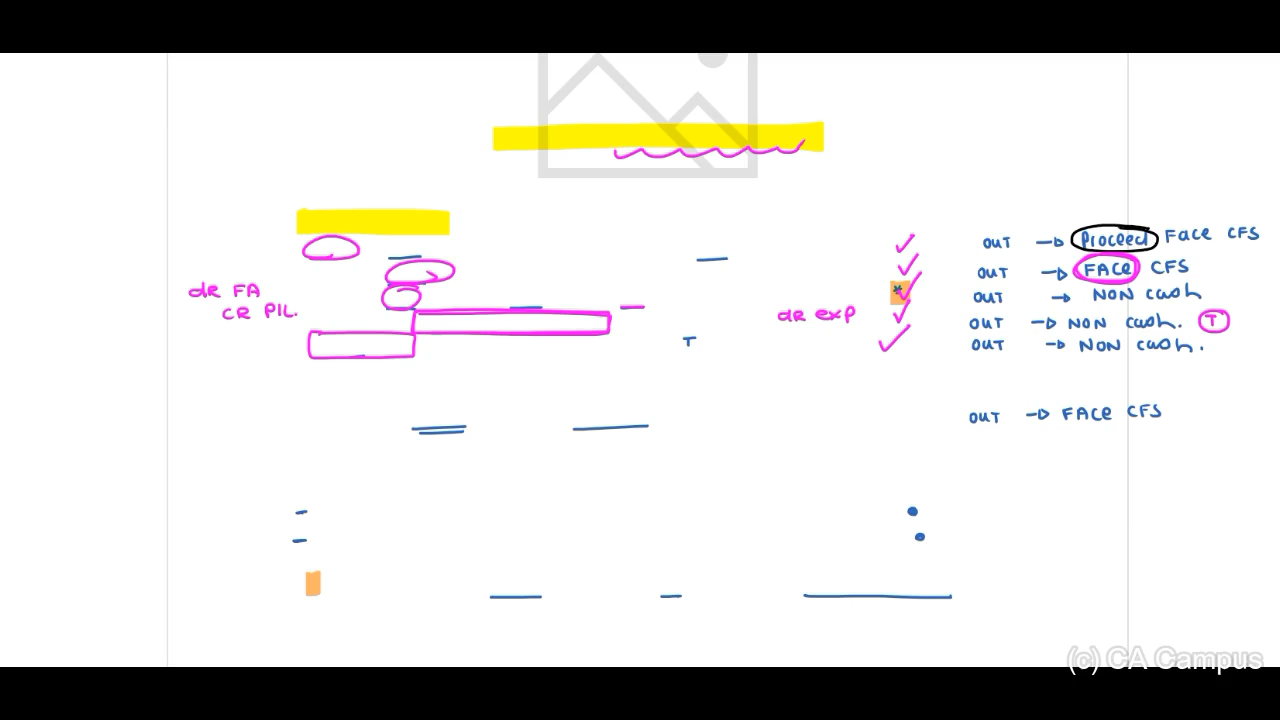 OUT → Proceed Face CFS
OUT → FACE CFS
dR FA
CR PIL.
OUT → NON cash
dR exp
*
OUT → NON cash. T
T
OUT → NON cash.
OUT → FACE CFS
(c) CA Campus